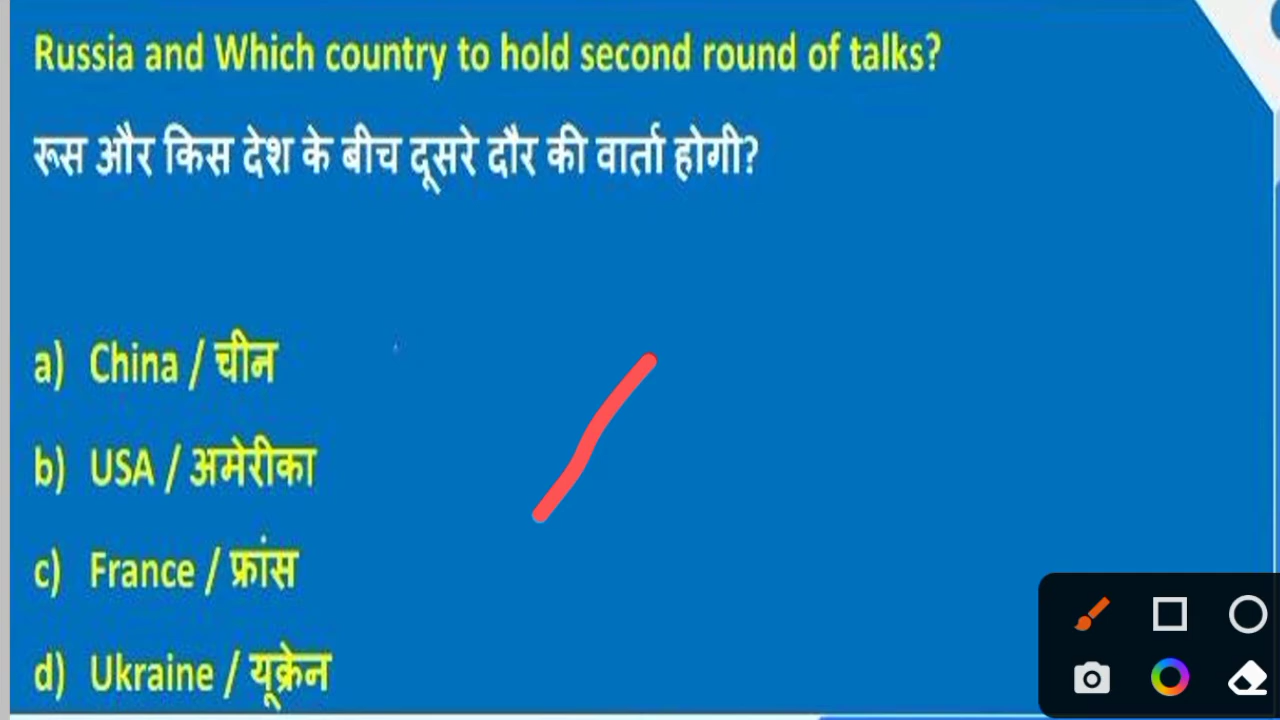 Russia and Which country to hold second round of talks?
रूस और किस देश के बीच दूसरे दौर की वार्ता होगी?
a) China / चीन
b) USA / अमेरीका
c) France / फ्रांस
d) Ukraine / यूक्रेन